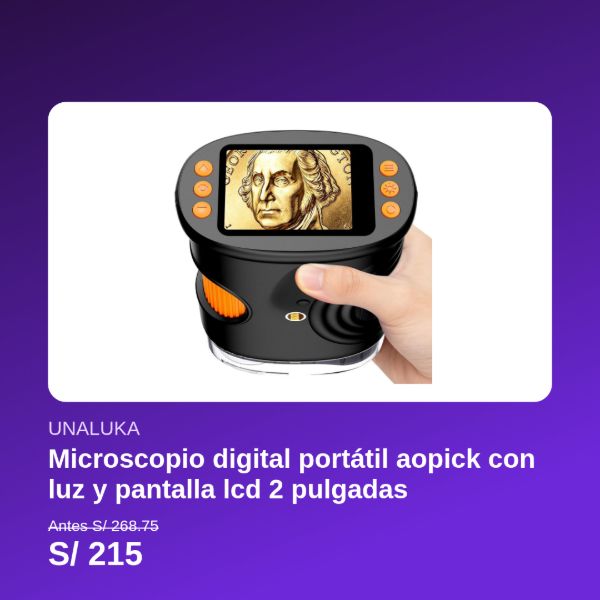 UNALUKA
Microscopio digital portátil aopick con
luz y pantalla lcd 2 pulgadas
Antes S/ 268.75
S/ 215